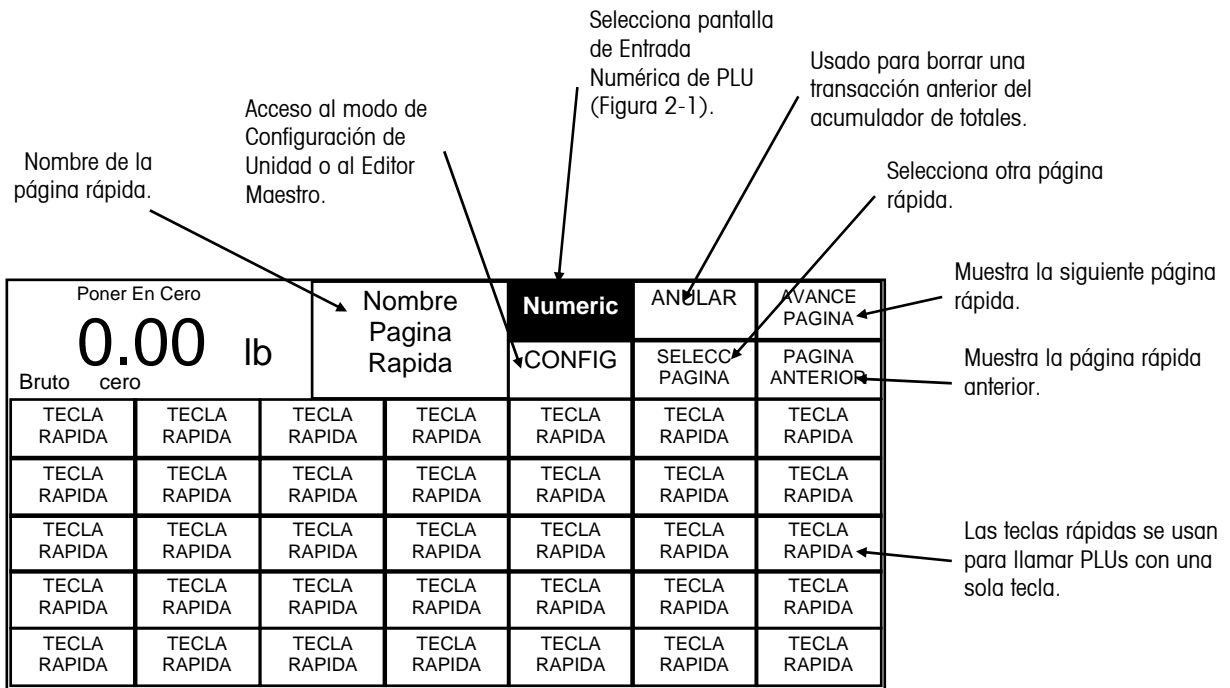 Selecciona pantalla
de Entrada
Numérica de PLU
(Figura 2-1).
Usado para borrar una
transacción anterior del
acumulador de totales.
Acceso al modo de
Configuración de
Unidad o al Editor
Maestro.
Nombre de la
página rápida.
Selecciona otra página
rápida.
Muestra la siguiente página
rápida.
Muestra la página rápida
anterior.
Poner En Cero
0.00 lb
Bruto cero
Nombre
Pagina
Rapida
Numeric
ANULAR
AVANCE
PAGINA
CONFIG
SELECC
PAGINA
PAGINA
ANTERIOR
TECLA TECLA TECLA TECLA TECLA TECLA TECLA
RAPIDA RAPIDA RAPIDA RAPIDA RAPIDA RAPIDA RAPIDA
TECLA TECLA TECLA TECLA TECLA TECLA TECLA
RAPIDA RAPIDA RAPIDA RAPIDA RAPIDA RAPIDA RAPIDA
TECLA TECLA TECLA TECLA TECLA TECLA TECLA
RAPIDA RAPIDA RAPIDA RAPIDA RAPIDA RAPIDA RAPIDA
TECLA TECLA TECLA TECLA TECLA TECLA TECLA
RAPIDA RAPIDA RAPIDA RAPIDA RAPIDA RAPIDA RAPIDA
TECLA TECLA TECLA TECLA TECLA TECLA TECLA
RAPIDA RAPIDA RAPIDA RAPIDA RAPIDA RAPIDA RAPIDA
Las teclas rápidas se usan
para llamar PLUs con una
sola tecla.